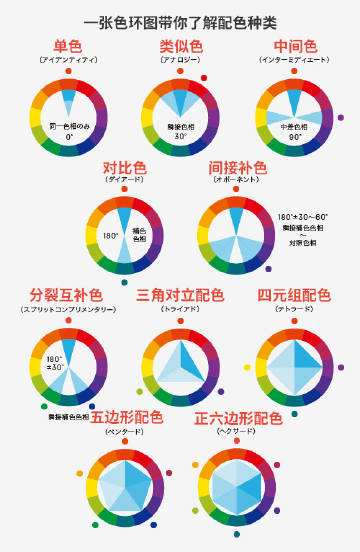 一张色环图带你了解配色种类
单色 类似色 中间色
(アイデンティティ) (アナロジー) (インターミディエート)
同一色相のみ 隣接色相 中差色相
0° 30° 90°
对比色 间接补色
(ダイアード) (オポーネント)
180° 補色
色相
180°±30~60°
隣接補色色相
~
対照色相
分裂互补色 三角对立配色 四元组配色
(スプリットコンプリメンタリー) (トライアド) (テトラード)
180°
±30°
隣接補色色相
五边形配色 正六边形配色
(ペンタード) (ヘクサード)